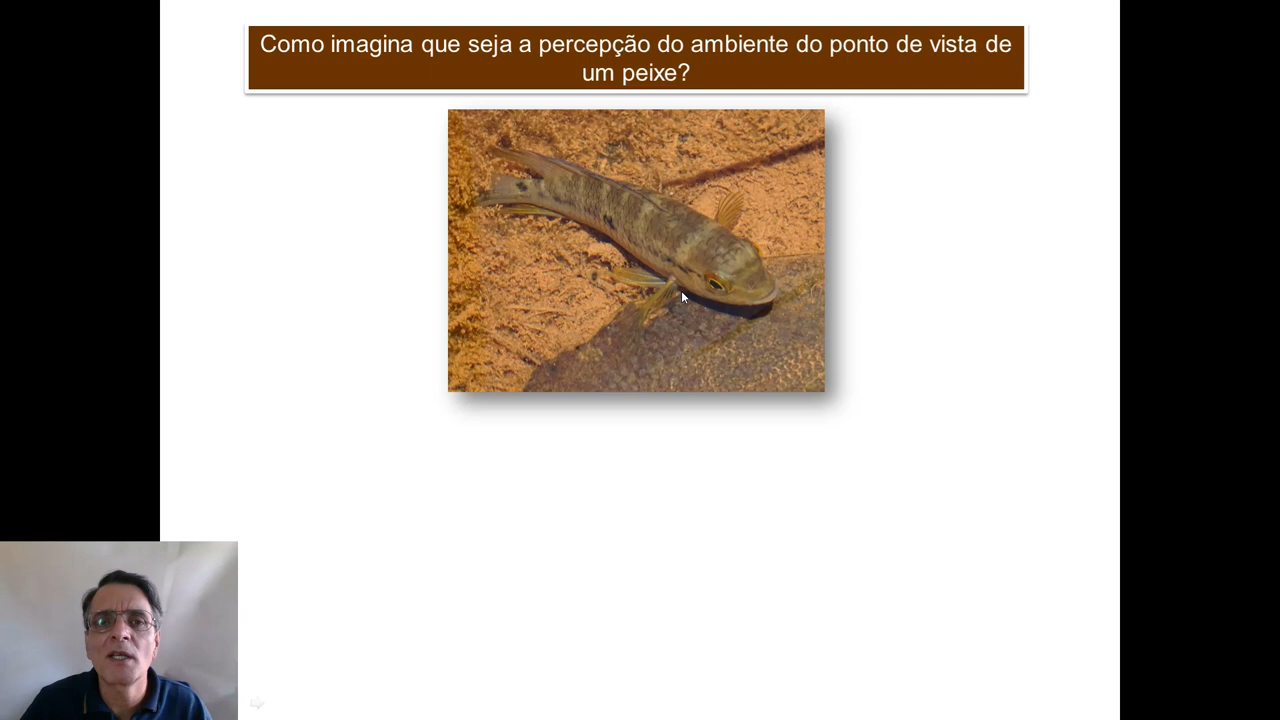 Como imagina que seja a percepção do ambiente do ponto de vista de
um peixe?